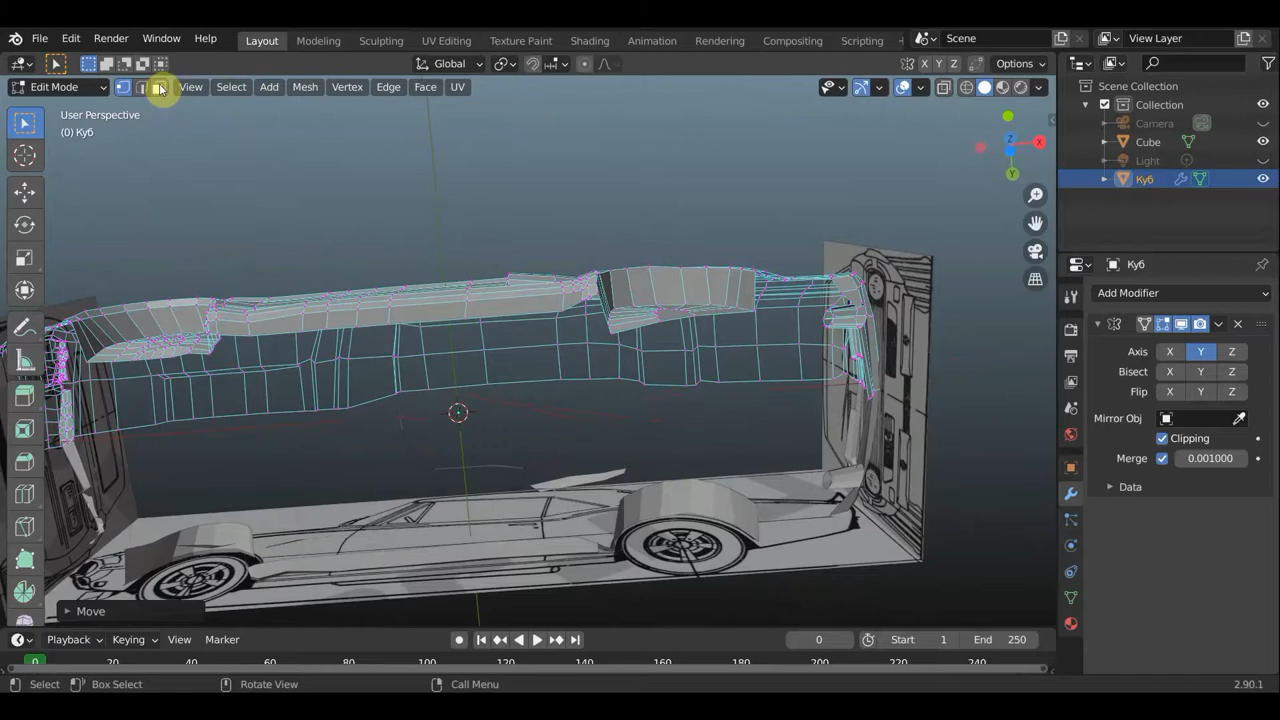 File Edit Render Window Help Layout Modeling Sculpting UV Editing Texture Paint Shading Animation Rendering Compositing Scripting Scene View Layer
Global X Y Z Options
Edit Mode View Select Add Mesh Vertex Edge Face UV
User Perspective
(0) Куб
Z X Y
Scene Collection
Collection
Camera
Cube
Light
Куб
Куб
Add Modifier
Axis X Y Z
Bisect X Y Z
Flip X Y Z
Mirror Obj
Clipping
Merge 0.001000
Data
Move
Playback Keying View Marker 0 Start 1 End 250
0 20 40 60 80 100 120 140 160 180 200 220 240
Select Box Select Rotate View Call Menu 2.90.1